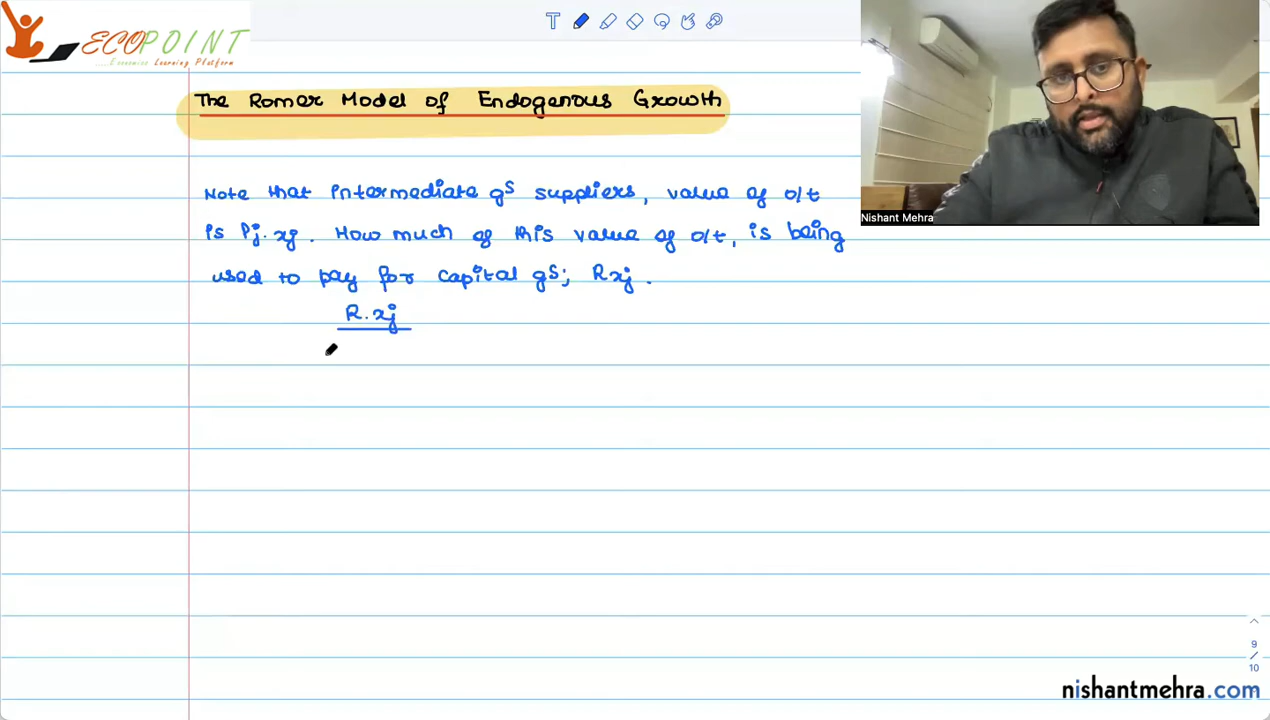 ECOPOINT
....Economics Learning Platform
The Romer Model of Endogenous Growth
Note that intermediate gs suppliers, value of o/t
is Pj.xj. How much of this value of o/t, is being
used to pay for capital gs; Rxj.
R.xj
Nishant Mehra
9
/
10
nishantmehra.com